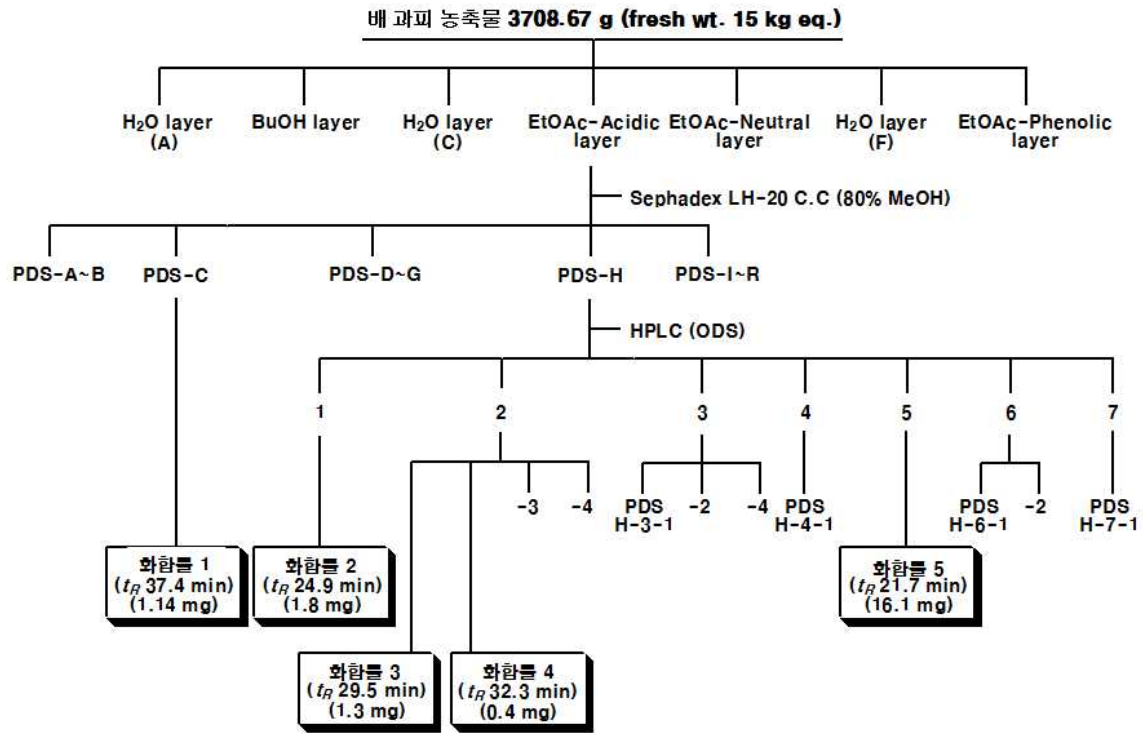 배 과피 농축물 3708.67 g (fresh wt. 15 kg eq.)
H₂O layer
(A)
BuOH layer
H₂O layer
(C)
EtOAc-Acidic
layer
EtOAc-Neutral
layer
H₂O layer
(F)
EtOAc-Phenolic
layer
Sephadex LH-20 C.C (80% MeOH)
PDS-A~B
PDS-C
PDS-D~G
PDS-H
PDS-I~R
HPLC (ODS)
1
2
3
4
5
6
7
-3
-4
PDS
H-3-1
-2
-4
PDS
H-4-1
PDS
H-6-1
-2
PDS
H-7-1
화합물 1
(tR 37.4 min)
(1.14 mg)
화합물 2
(tR 24.9 min)
(1.8 mg)
화합물 5
(tR 21.7 min)
(16.1 mg)
화합물 3
(tR 29.5 min)
(1.3 mg)
화합물 4
(tR 32.3 min)
(0.4 mg)